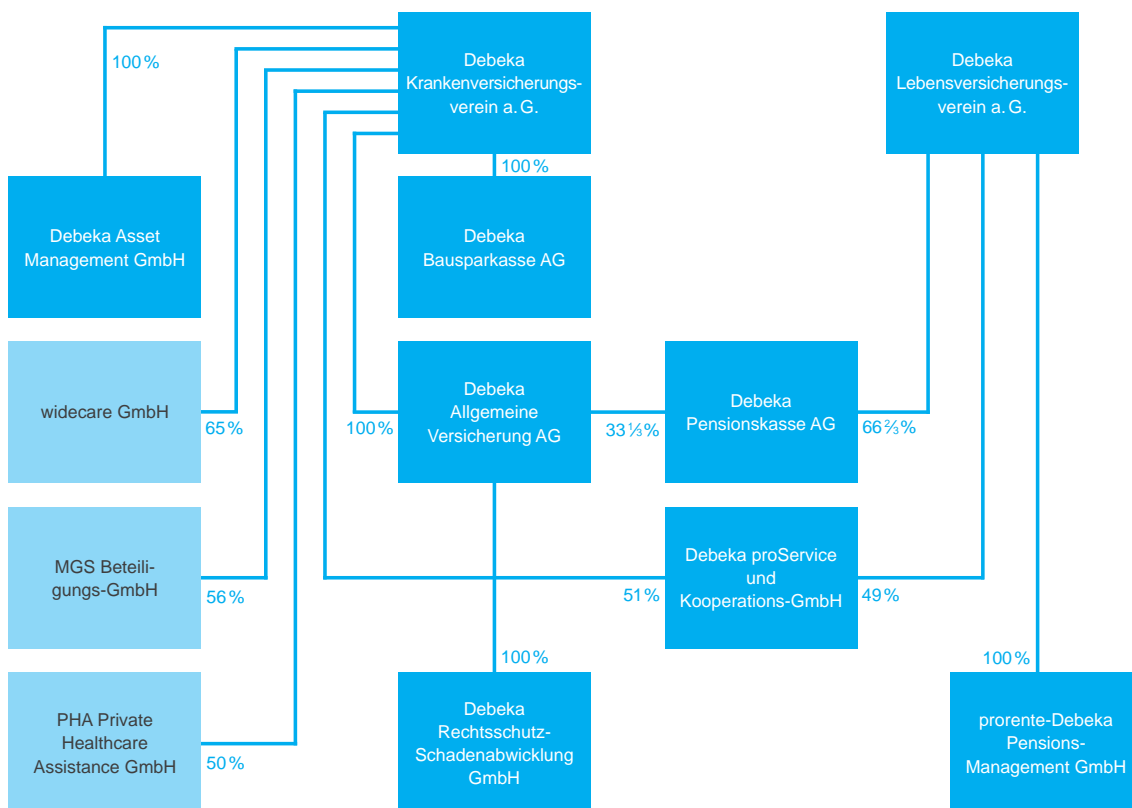 Debeka
Krankenversicherungs-
verein a. G.
Debeka
Lebensversicherungs-
verein a. G.
100 %
100 %
Debeka Asset
Management GmbH
Debeka
Bausparkasse AG
widecare GmbH
65 %
100 %
Debeka
Allgemeine
Versicherung AG
33 ⅓ %
Debeka
Pensionskasse AG
66 ⅔ %
MGS Beteili-
gungs-GmbH
56 %
51 %
Debeka proService
und
Kooperations-GmbH
49 %
100 %
100 %
PHA Private
Healthcare
Assistance GmbH
50 %
Debeka
Rechtsschutz-
Schadenabwicklung
GmbH
prorente-Debeka
Pensions-
Management GmbH